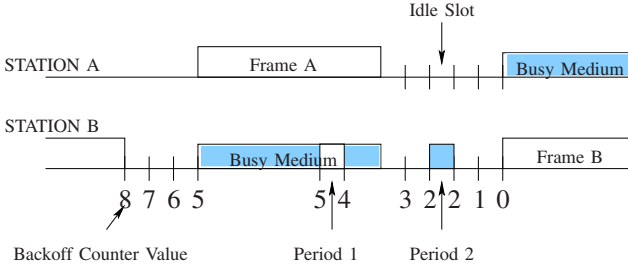 Idle Slot
STATION A
Frame A
Busy Medium
STATION B
Busy Medium
Frame B
8 7 6 5 5 4 3 2 2 1 0
Backoff Counter Value
Period 1
Period 2